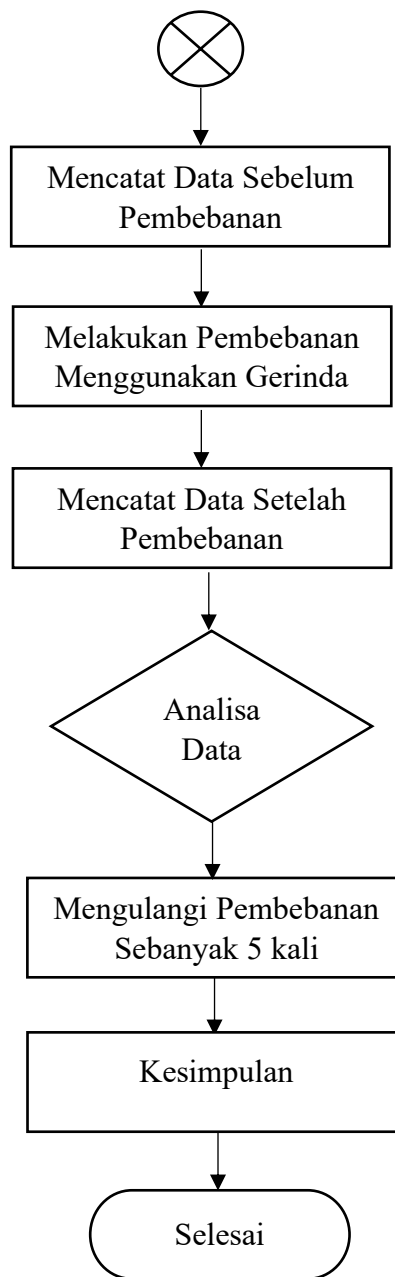 Mencatat Data Sebelum
Pembebanan
Melakukan Pembebanan
Menggunakan Gerinda
Mencatat Data Setelah
Pembebanan
Analisa
Data
Mengulangi Pembebanan
Sebanyak 5 kali
Kesimpulan
Selesai